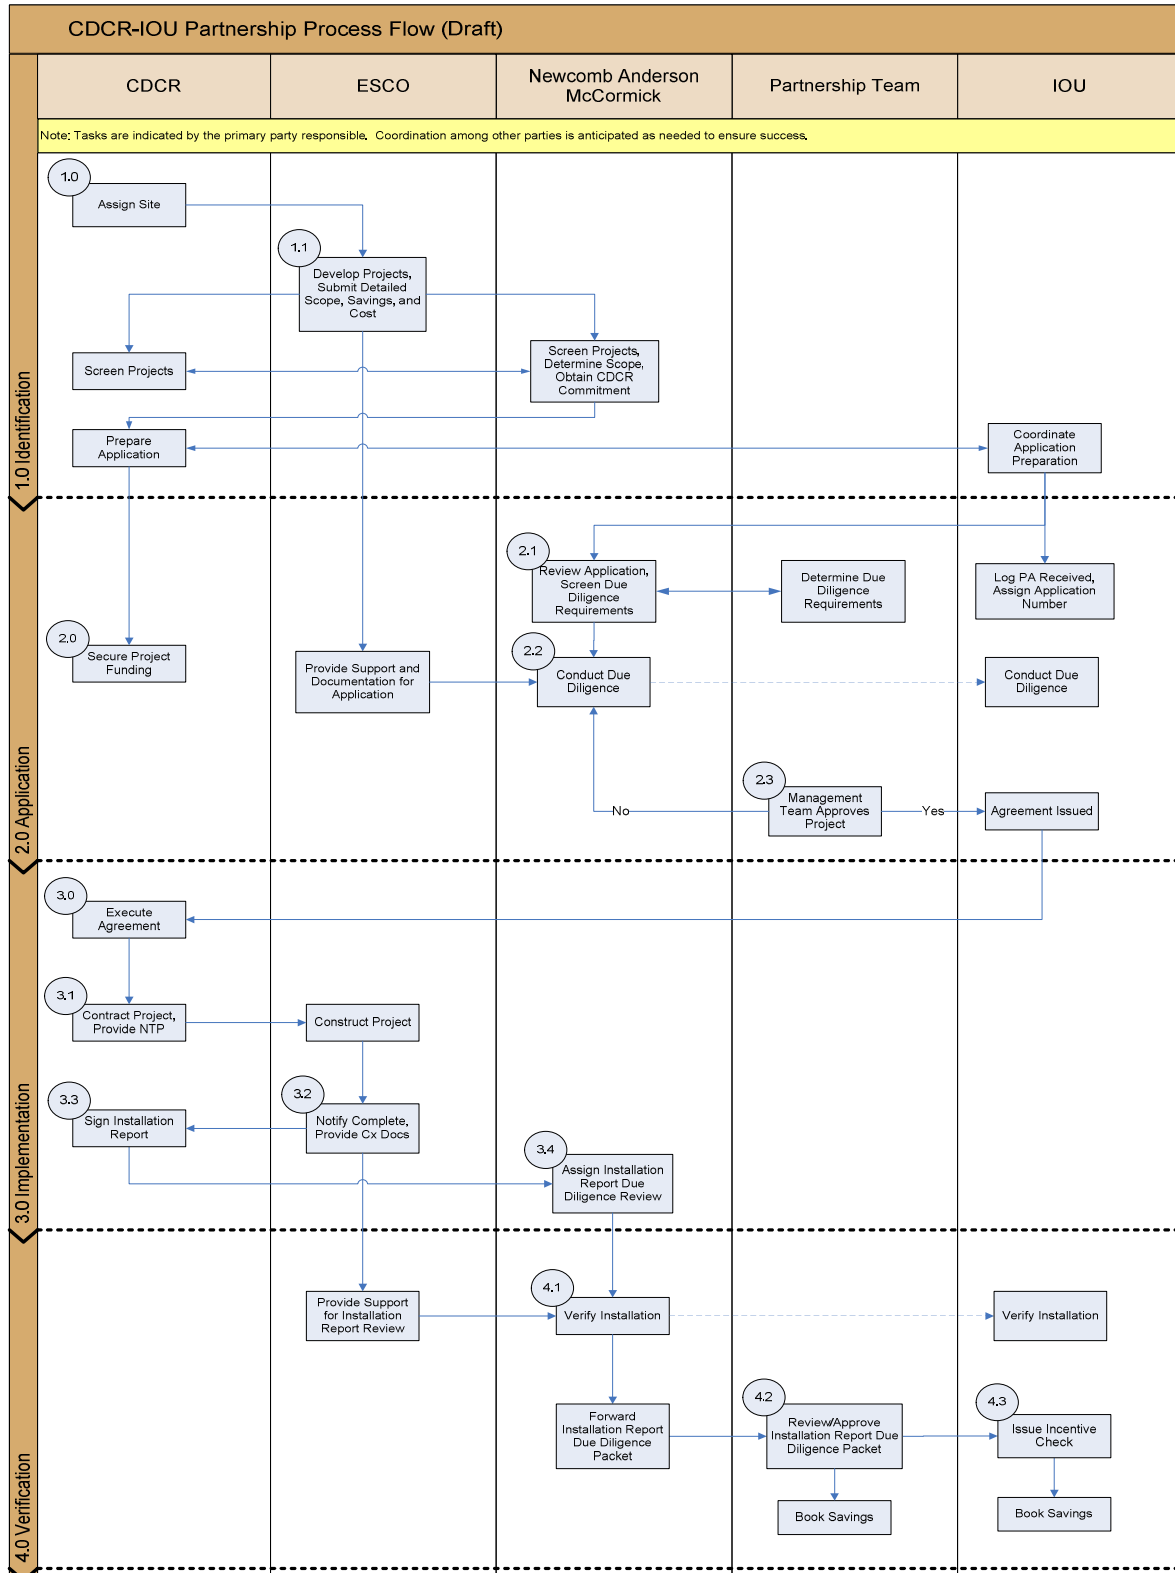 CDCR-IOU Partnership Process Flow (Draft)
CDCR
ESCO
Newcomb Anderson
McCormick
Partnership Team
IOU
Note: Tasks are indicated by the primary party responsible. Coordination among other parties is anticipated as needed to ensure success.
1.0 Identification
1.0
Assign Site
1.1
Develop Projects,
Submit Detailed
Scope, Savings, and
Cost
Screen Projects
Screen Projects,
Determine Scope,
Obtain CDCR
Commitment
Prepare
Application
Coordinate
Application
Preparation
2.0 Application
2.1
Review Application,
Screen Due
Diligence
Requirements
Determine Due
Diligence
Requirements
Log PA Received,
Assign Application
Number
2.0
Secure Project
Funding
Provide Support and
Documentation for
Application
2.2
Conduct Due
Diligence
Conduct Due
Diligence
2.3
Management
Team Approves
Project
No
Yes
Agreement Issued
3.0 Implementation
3.0
Execute
Agreement
3.1
Contract Project,
Provide NTP
Construct Project
3.3
Sign Installation
Report
3.2
Notify Complete,
Provide Cx Docs
3.4
Assign Installation
Report Due
Diligence Review
4.0 Verification
Provide Support
for Installation
Report Review
4.1
Verify Installation
Verify Installation
Forward
Installation Report
Due Diligence
Packet
4.2
Review/Approve
Installation Report Due
Diligence Packet
4.3
Issue Incentive
Check
Book Savings
Book Savings